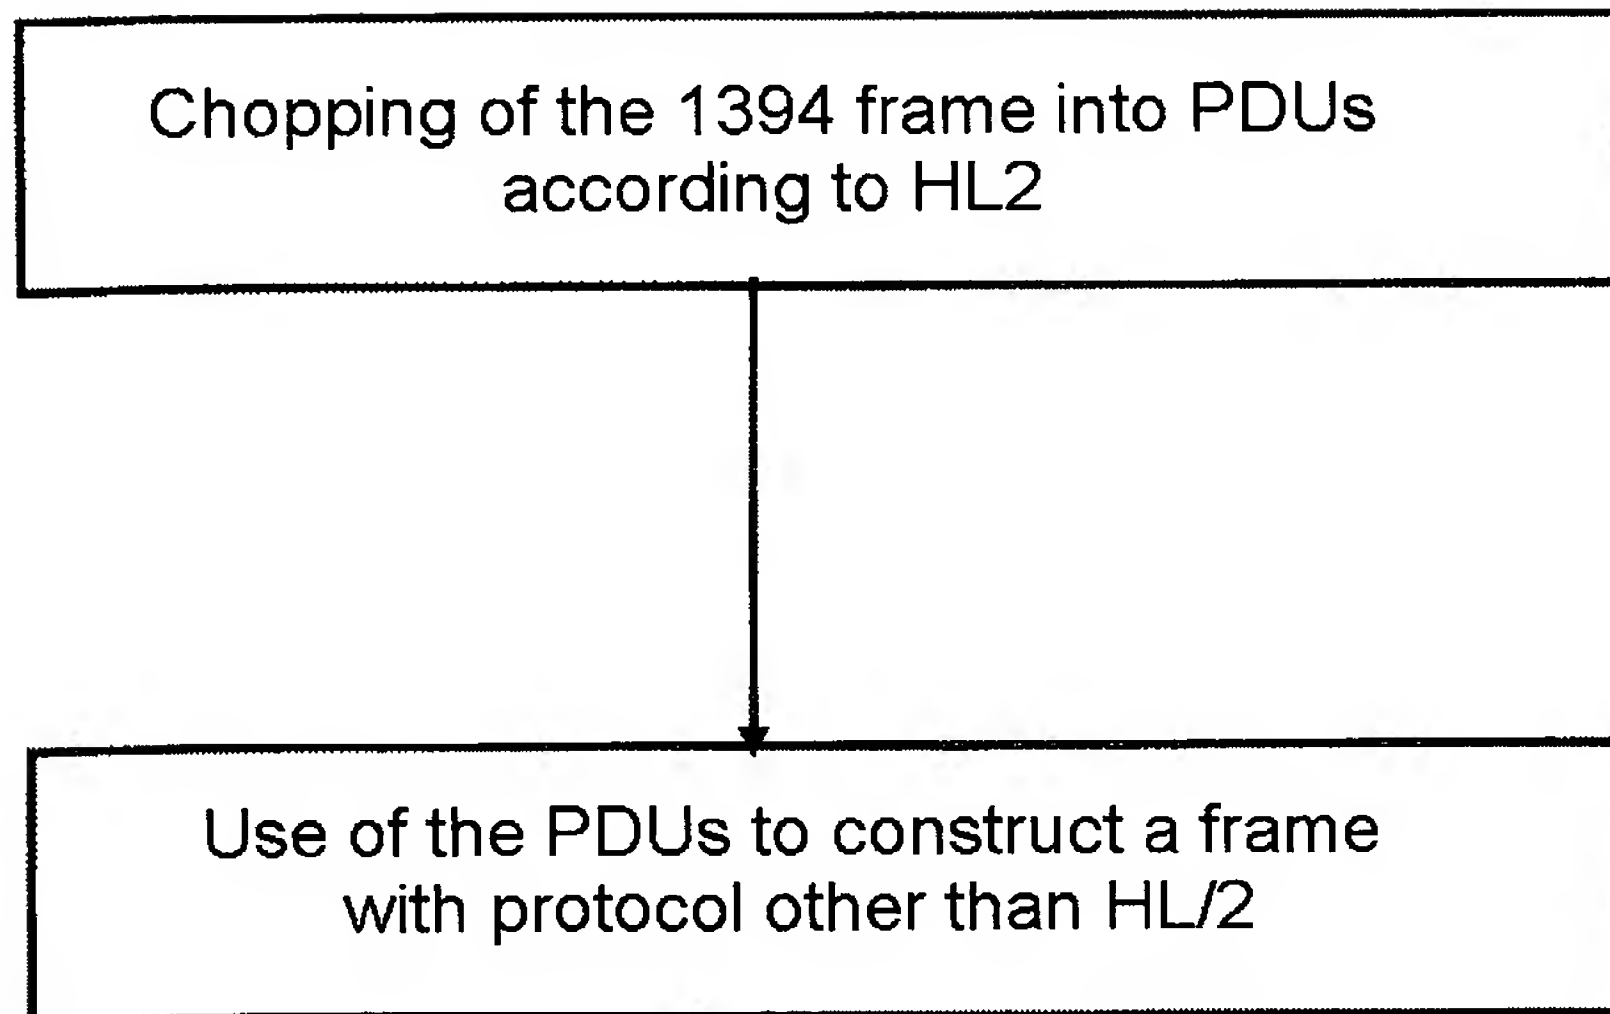 Chopping of the 1394 frame into PDUs
according to HL2
Use of the PDUs to construct a frame
with protocol other than HL/2